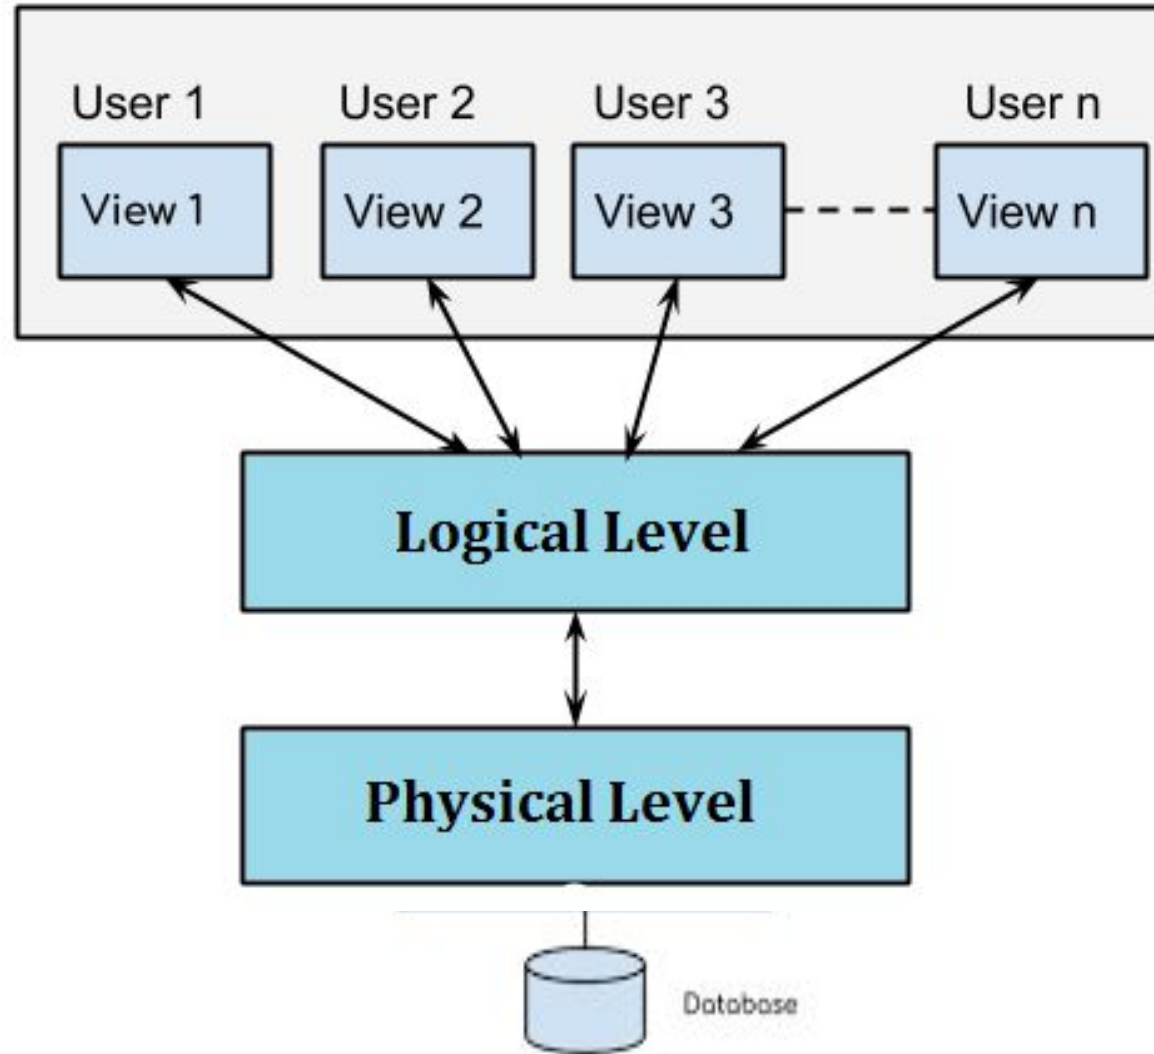 User 1 User 2 User 3 User n
View 1 View 2 View 3 View n
Logical Level
Physical Level
Database